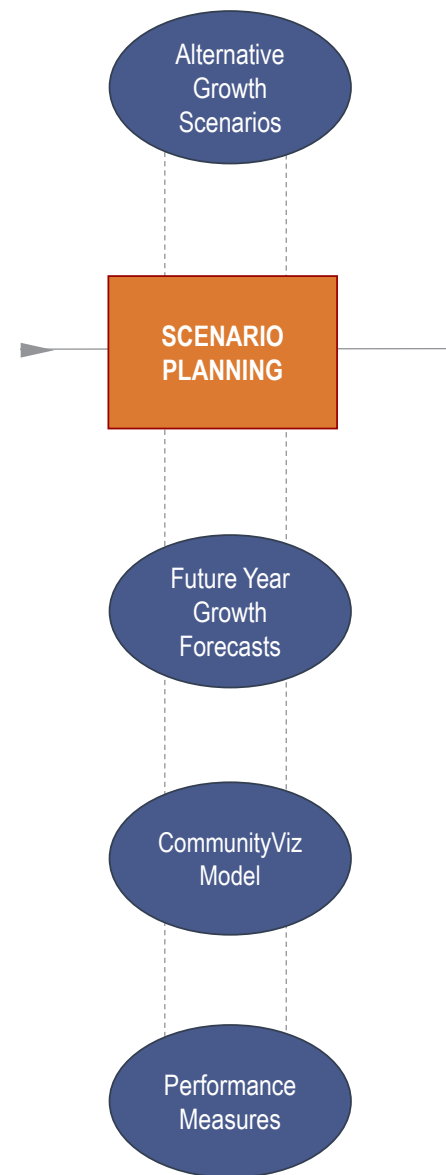 Alternative
Growth
Scenarios
SCENARIO
PLANNING
Future Year
Growth
Forecasts
CommunityViz
Model
Performance
Measures